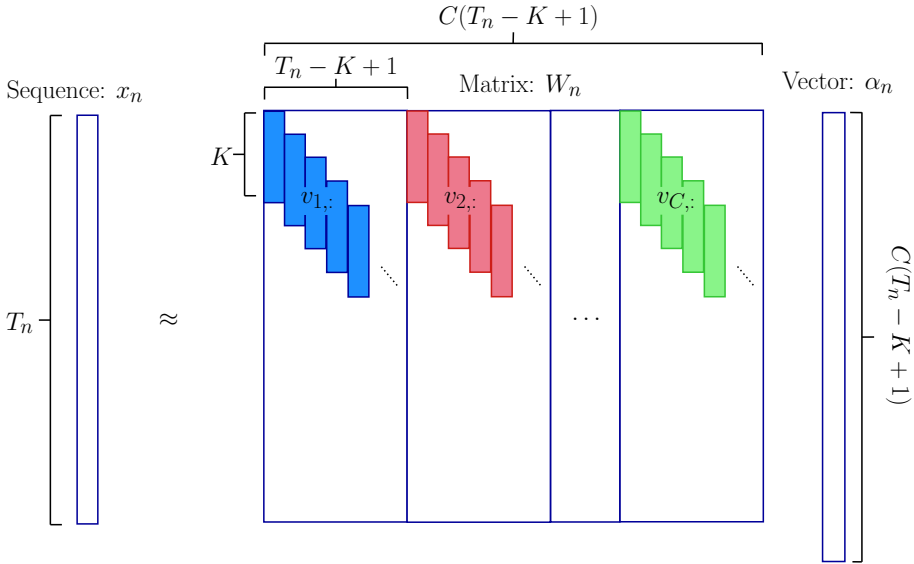 C(T_n − K + 1)
T_n − K + 1
Sequence: x_n
Matrix: W_n
Vector: α_n
K
v_{1,:}
v_{2,:}
v_{C,:}
T_n
≈
...
C(T_n − K + 1)